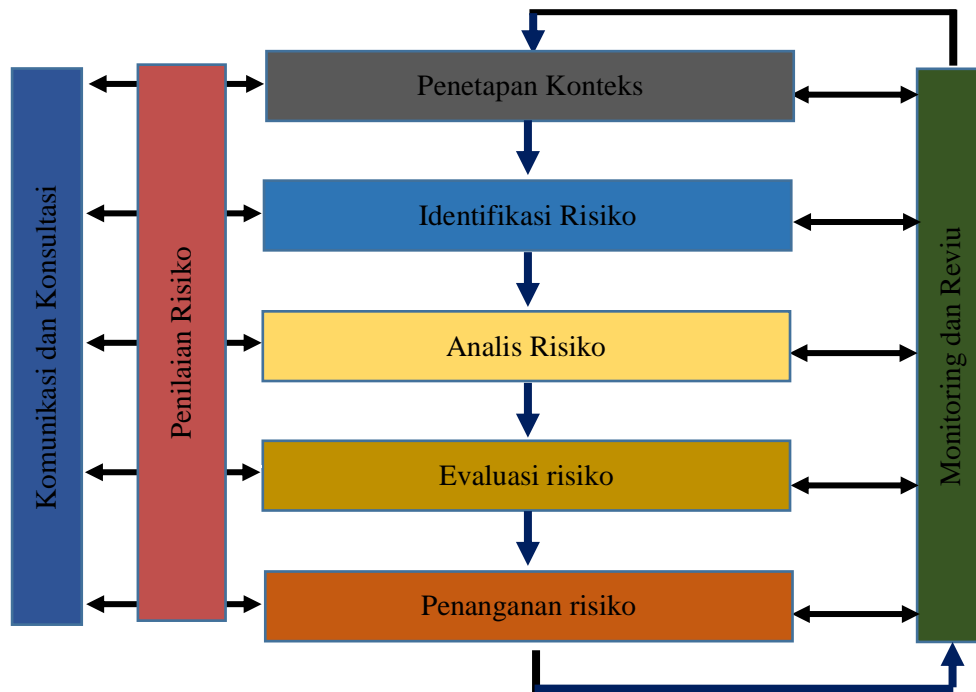 Komunikasi dan Konsultasi
Penilaian Risiko
Penetapan Konteks
Identifikasi Risiko
Analis Risiko
Evaluasi risiko
Penanganan risiko
Monitoring dan Reviu